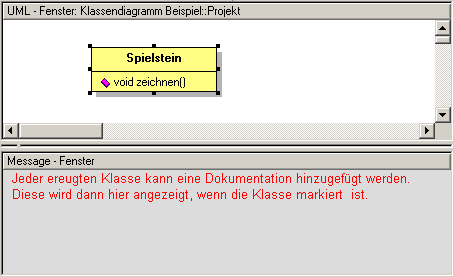 UML - Fenster: Klassendiagramm Beispiel::Projekt
Spielstein
void zeichnen()
Message - Fenster
Jeder ereugten Klasse kann eine Dokumentation hinzugefügt werden.
Diese wird dann hier angezeigt, wenn die Klasse markiert ist.